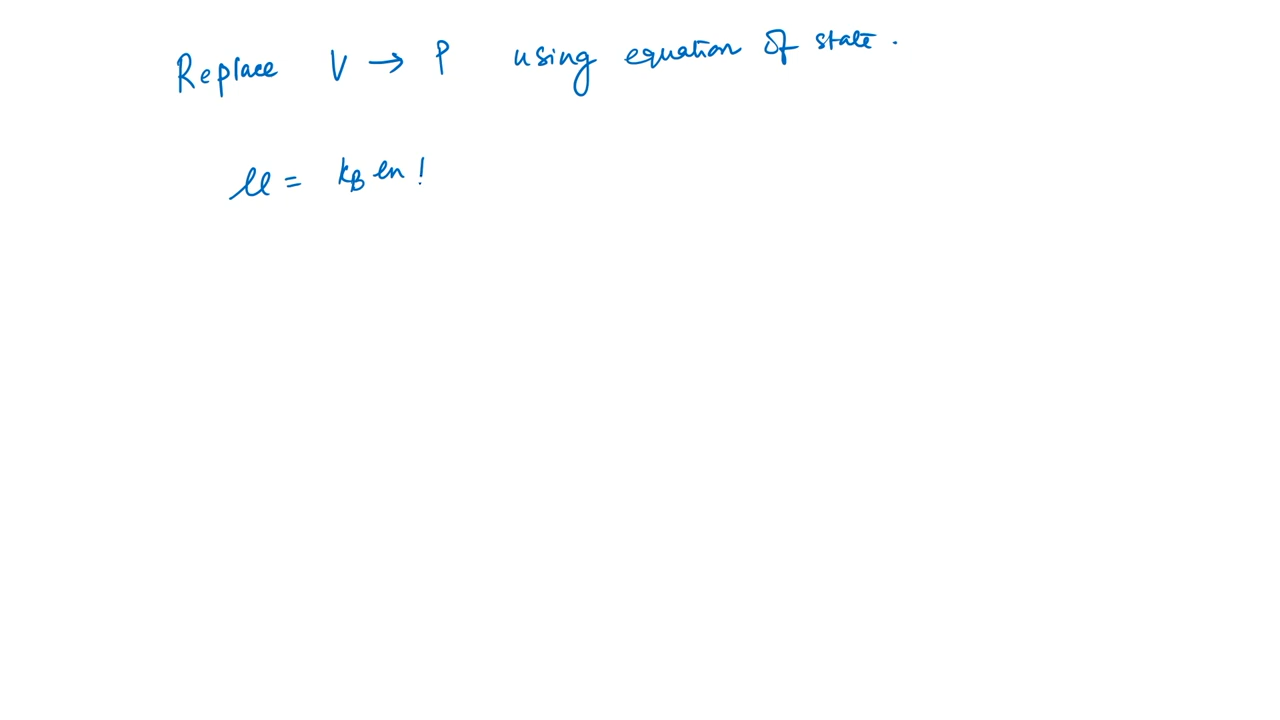 Replace V → P using equation of state.
μ = k_B ln !